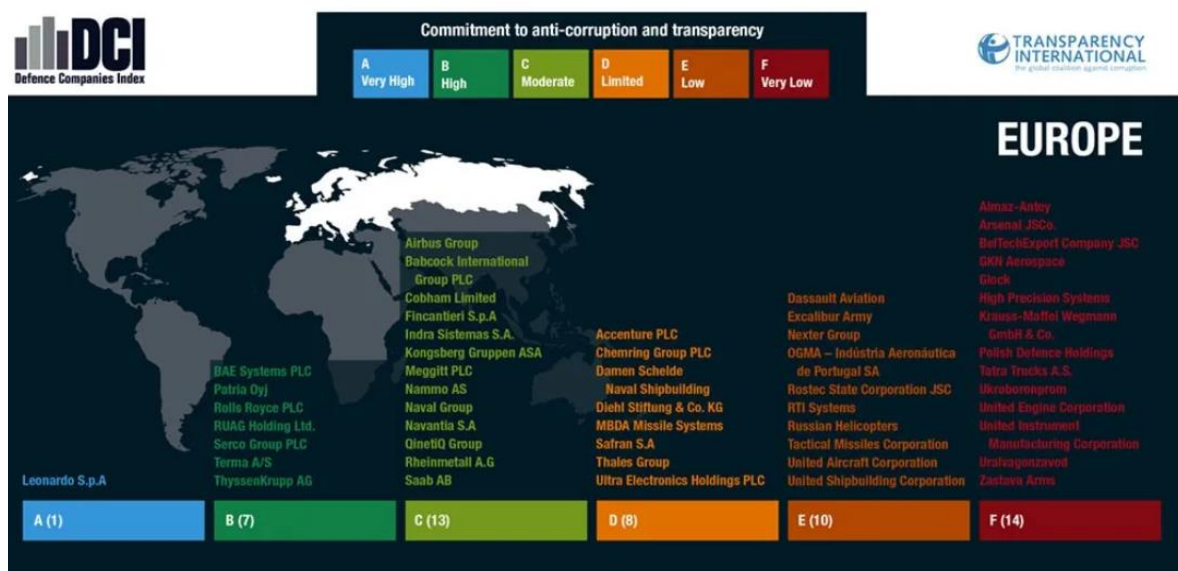 DCI
Defence Companies Index
Commitment to anti-corruption and transparency
A
Very High
B
High
C
Moderate
D
Limited
E
Low
F
Very Low
TRANSPARENCY
INTERNATIONAL
the global coalition against corruption
EUROPE
Leonardo S.p.A
A (1)
BAE Systems PLC
Patria Oyj
Rolls Royce PLC
RUAG Holding Ltd.
Serco Group PLC
Terma A/S
ThyssenKrupp AG
B (7)
Airbus Group
Babcock International
Group PLC
Cobham Limited
Fincantieri S.p.A
Indra Sistemas S.A.
Kongsberg Gruppen ASA
Meggitt PLC
Nammo AS
Naval Group
Navantia S.A
QinetiQ Group
Rheinmetall A.G
Saab AB
C (13)
Accenture PLC
Chemring Group PLC
Damen Schelde
Naval Shipbuilding
Diehl Stiftung & Co. KG
MBDA Missile Systems
Safran S.A
Thales Group
Ultra Electronics Holdings PLC
D (8)
Dassault Aviation
Excalibur Army
Nexter Group
OGMA – Indústria Aeronáutica
de Portugal SA
Rostec State Corporation JSC
RTI Systems
Russian Helicopters
Tactical Missiles Corporation
United Aircraft Corporation
United Shipbuilding Corporation
E (10)
Almaz-Antey
Arsenal JSCo.
BelTechExport Company JSC
GKN Aerospace
Glock
High Precision Systems
Krauss-Maffei Wegmann
GmbH & Co.
Polish Defence Holdings
Tatra Trucks A.S.
Ukroboronprom
United Engine Corporation
United Instrument
Manufacturing Corporation
Uralvagonzavod
Zastava Arms
F (14)